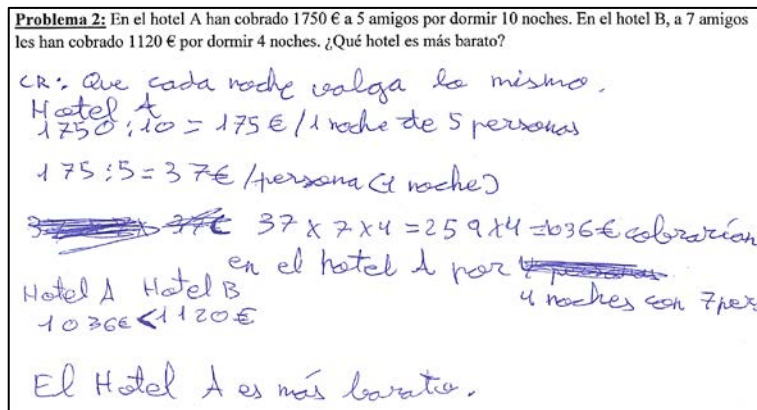 Problema 2: En el hotel A han cobrado 1750 € a 5 amigos por dormir 10 noches. En el hotel B, a 7 amigos
les han cobrado 1120 € por dormir 4 noches. ¿Qué hotel es más barato?
CR: Que cada noche valga lo mismo.
Hotel A
1750:10 = 175 € / 1 noche de 5 personas
175:5 = 37€ / persona (1 noche)
37 x 7 x 4 = 259 x 4 = 1036 € cobrarían
en el hotel A por
4 noches con 7 pers
Hotel A Hotel B
1036€ < 1120€
El Hotel A es más barato.